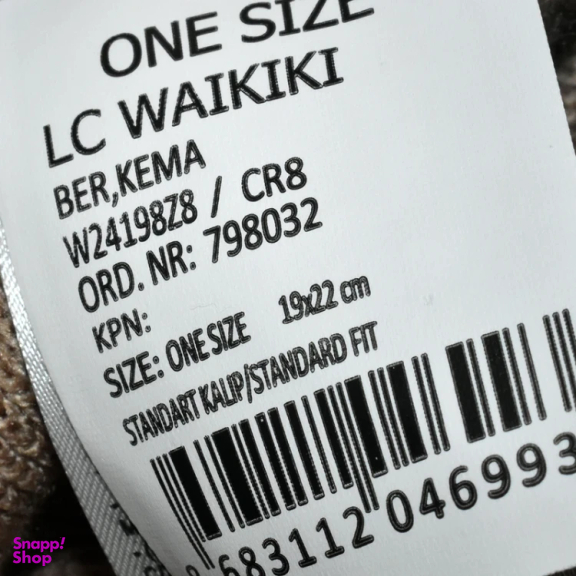 ONE SIZE
LC WAIKIKI
BER,KEMA
W24198Z8 / CR8
ORD. NR: 798032
KPN:
SIZE: ONE SIZE 19x22 cm
STANDART KALIP/STANDARD FIT
8 683112 046993
Snapp!
Shop